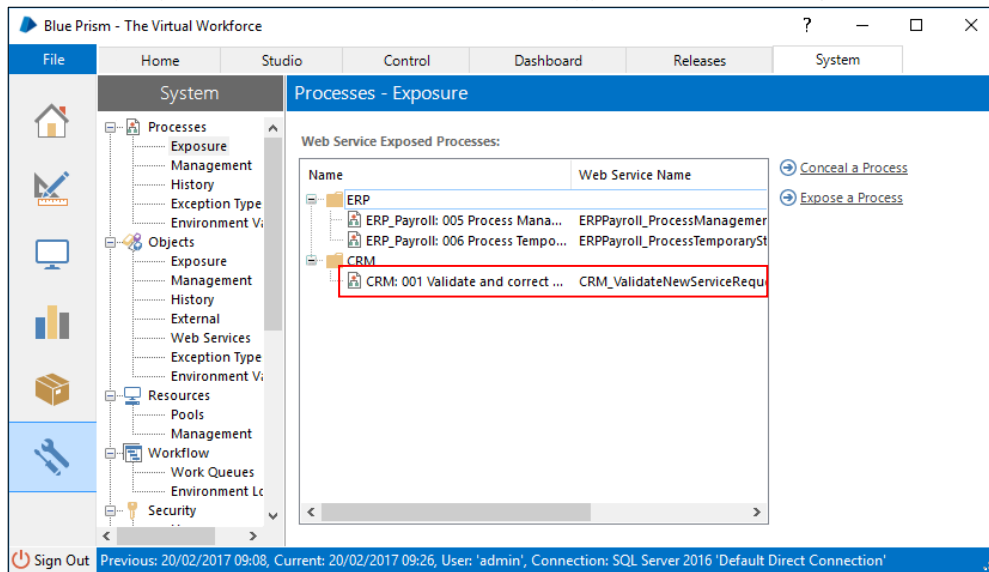 Blue Prism - The Virtual Workforce
?
File Home Studio Control Dashboard Releases System
System
Processes - Exposure
Processes
Exposure
Management
History
Exception Type
Environment Va
Objects
Exposure
Management
History
External
Web Services
Exception Type
Environment Va
Resources
Pools
Management
Workflow
Work Queues
Environment Lo
Security
Web Service Exposed Processes:
Name Web Service Name
ERP
ERP_Payroll: 005 Process Mana... ERPPayroll_ProcessManagemer
ERP_Payroll: 006 Process Tempo... ERPPayroll_ProcessTemporarySt
CRM
CRM: 001 Validate and correct ... CRM_ValidateNewServiceRequ
Conceal a Process
Expose a Process
Sign Out Previous: 20/02/2017 09:08, Current: 20/02/2017 09:26, User: 'admin', Connection: SQL Server 2016 'Default Direct Connection'